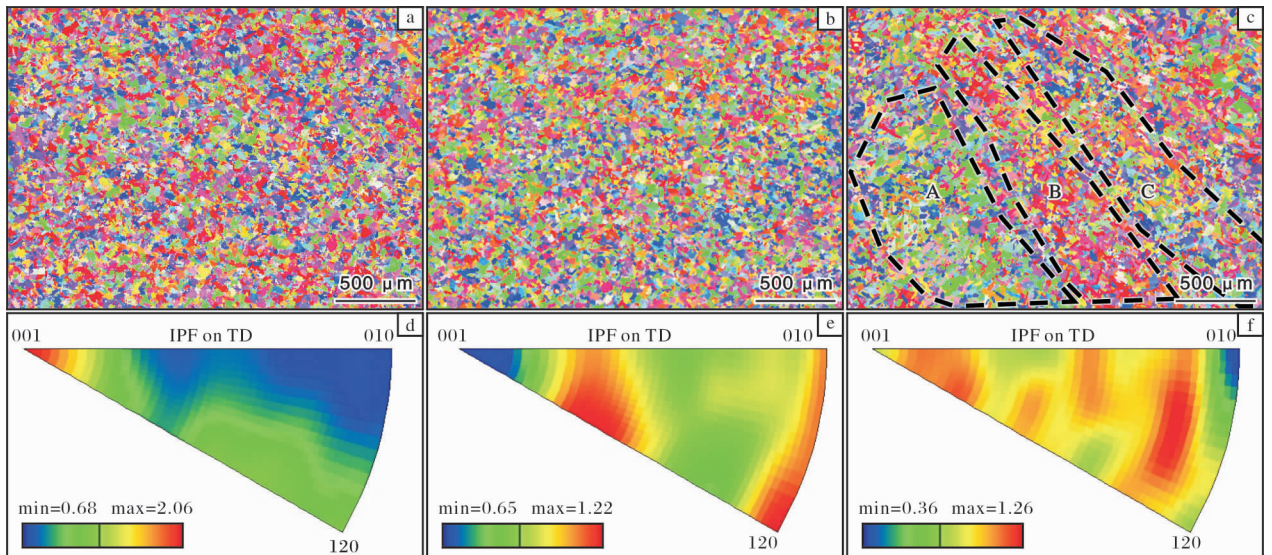 a
b
c
A
B
C
500 μm
500 μm
500 μm
d
e
f
001 IPF on TD 010
001 IPF on TD 010
001 IPF on TD 010
min=0.68 max=2.06
min=0.65 max=1.22
min=0.36 max=1.26
120
120
120